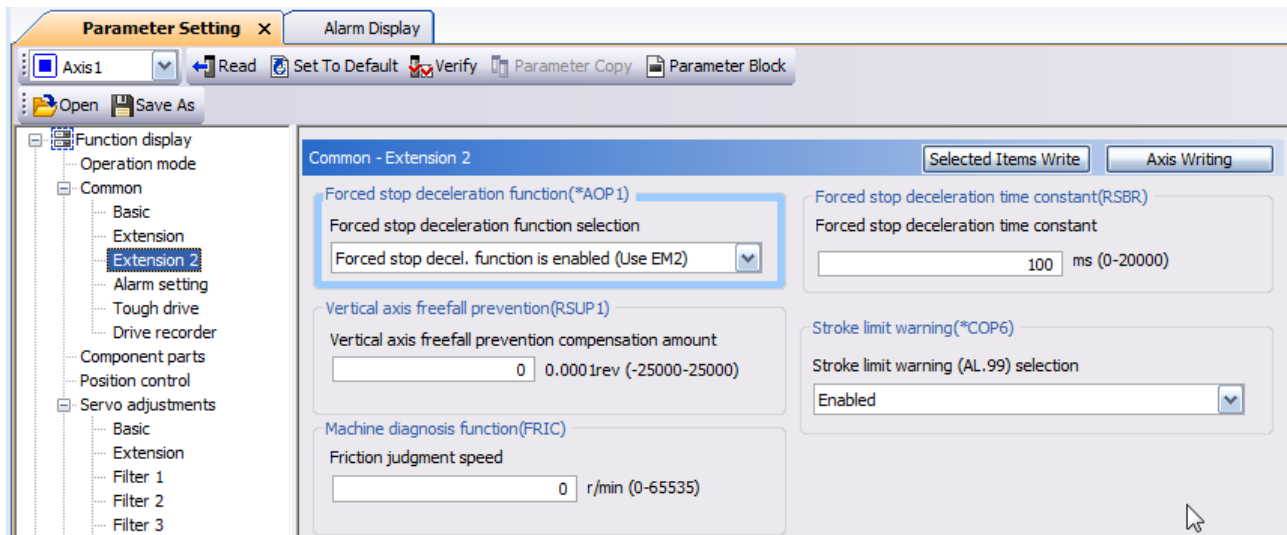 Parameter Setting X
Alarm Display
Axis1
Read
Set To Default
Verify
Parameter Copy
Parameter Block
Open
Save As
Function display
Operation mode
Common
Basic
Extension
Extension 2
Alarm setting
Tough drive
Drive recorder
Component parts
Position control
Servo adjustments
Basic
Extension
Filter 1
Filter 2
Filter 3
Common - Extension 2
Selected Items Write
Axis Writing
Forced stop deceleration function(*AOP1)
Forced stop deceleration function selection
Forced stop decel. function is enabled (Use EM2)
Vertical axis freefall prevention(RSUP1)
Vertical axis freefall prevention compensation amount
0 0.0001rev (-25000-25000)
Machine diagnosis function(FRIC)
Friction judgment speed
0 r/min (0-65535)
Forced stop deceleration time constant(RSBR)
Forced stop deceleration time constant
100 ms (0-20000)
Stroke limit warning(*COP6)
Stroke limit warning (AL.99) selection
Enabled